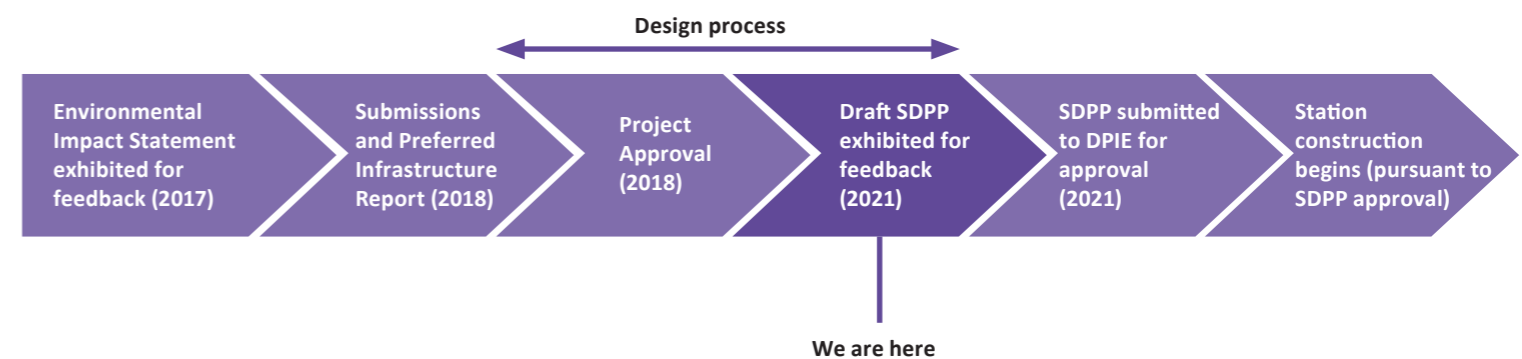 Design process
Environmental
Impact Statement
exhibited for
feedback (2017)
Submissions
and Preferred
Infrastructure
Report (2018)
Project
Approval
(2018)
Draft SDPP
exhibited for
feedback
(2021)
SDPP submitted
to DPIE for
approval
(2021)
Station
construction
begins (pursuant to
SDPP approval)
We are here